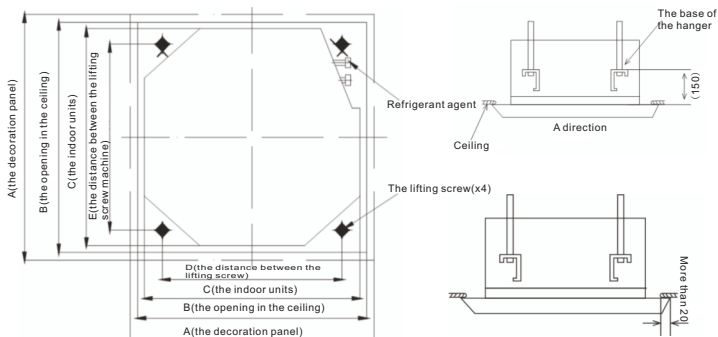 A(the decoration panel)
B(the opening in the ceiling)
C(the indoor units)
E(the distance between the lifting
screw machine)
Refrigerant agent
The lifting screw(x4)
D(the distance between the
lifting screw)
C(the indoor units)
B(the opening in the ceiling)
A(the decoration panel)
The base of
the hanger
(150)
A direction
Ceiling
More than 20